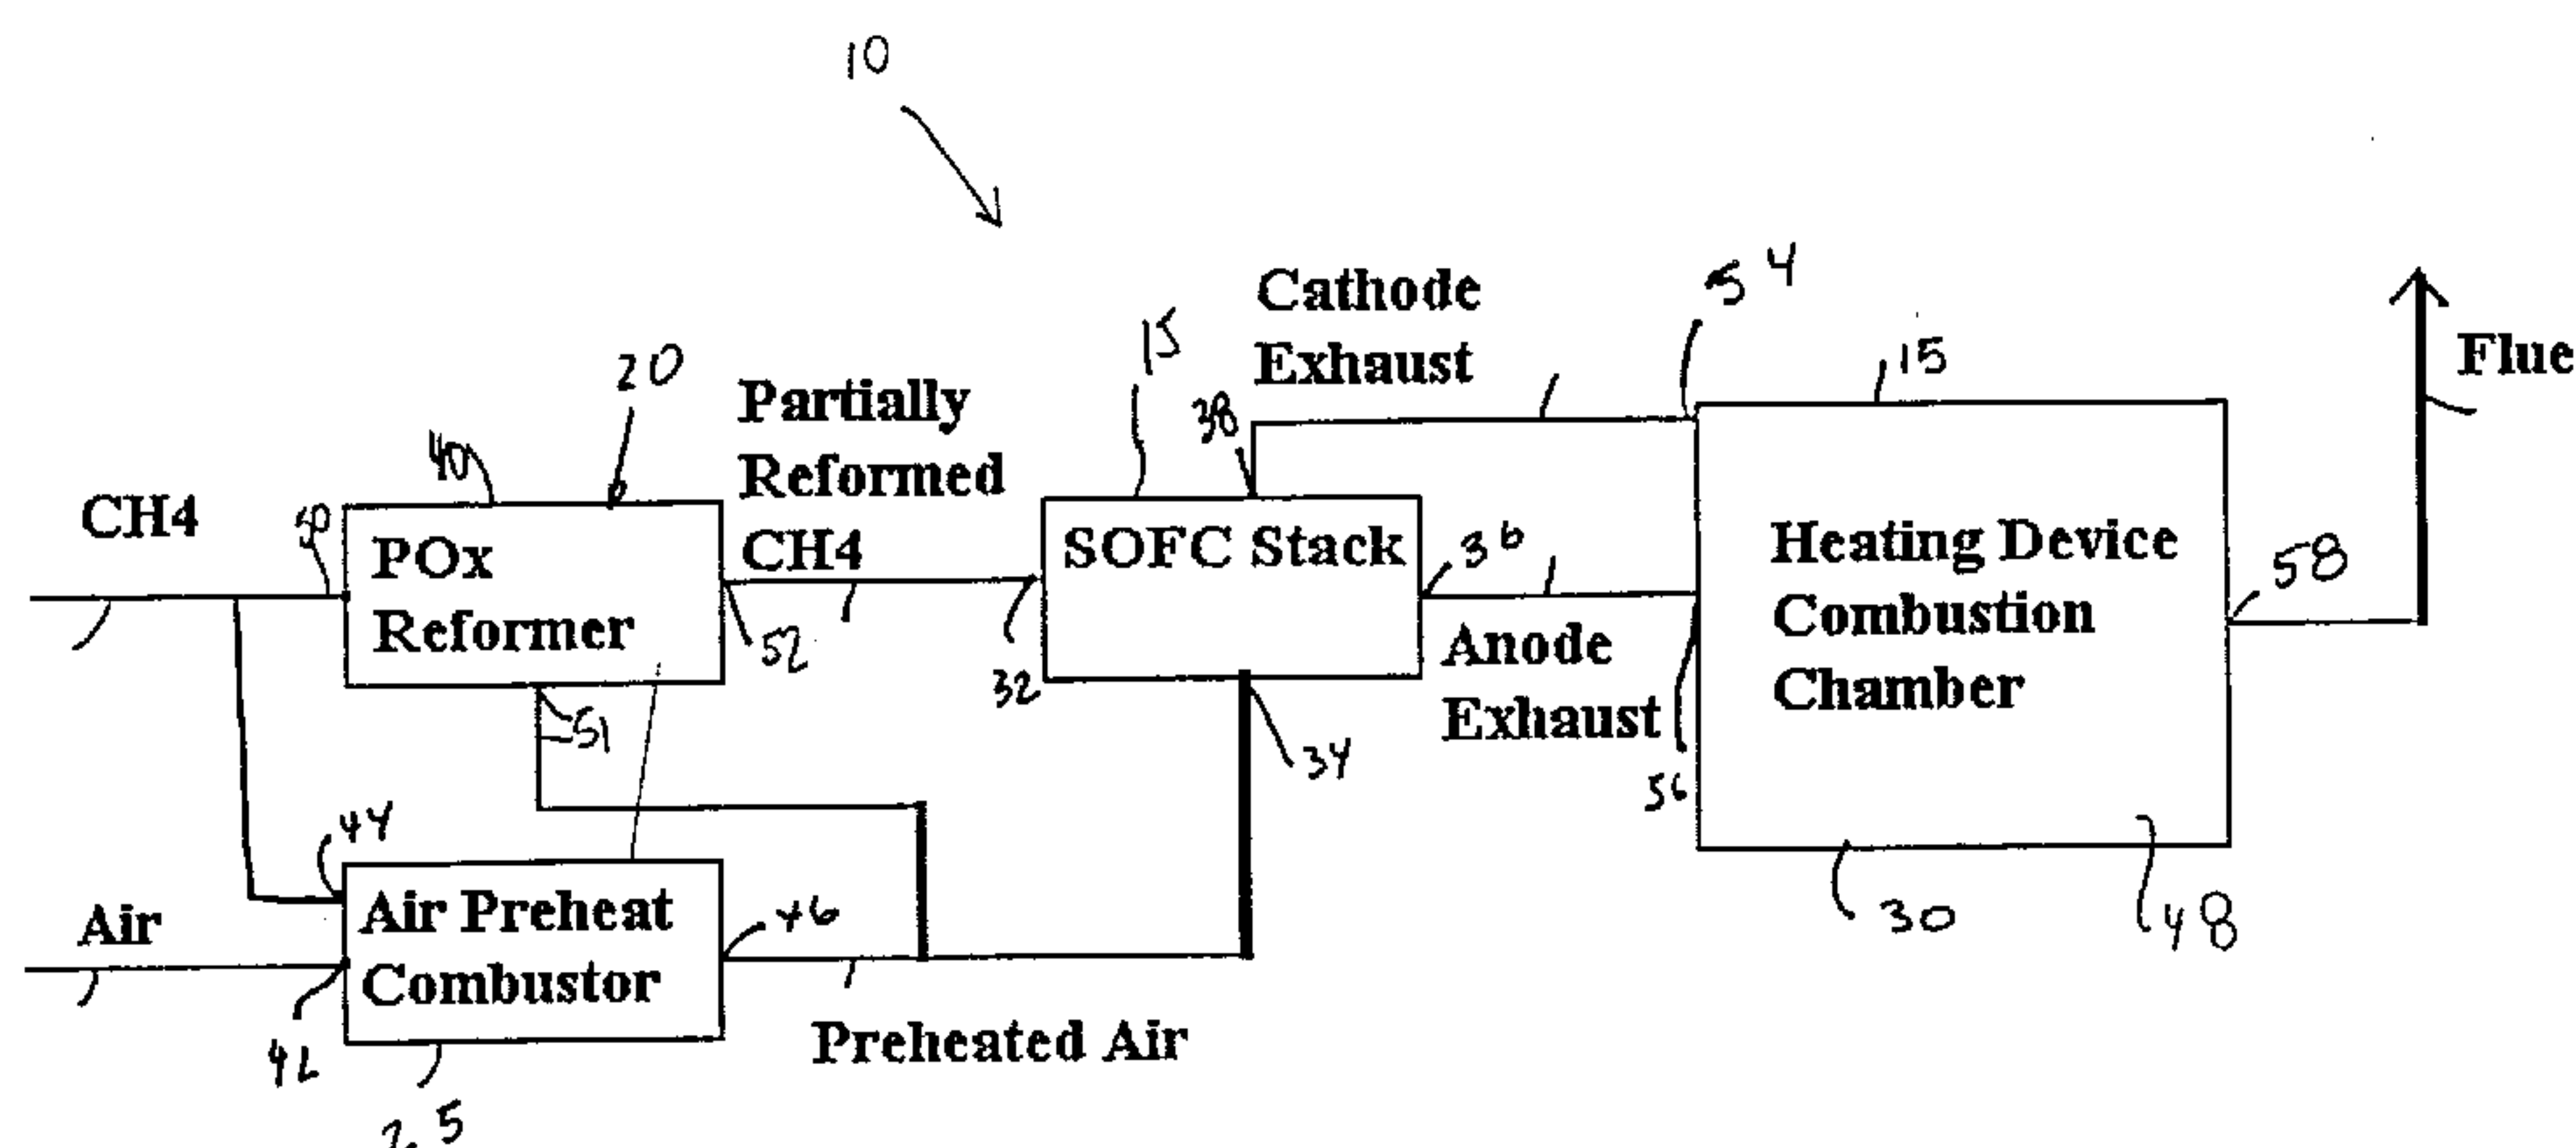 10
54
Cathode
Exhaust
15
15
Flue
20
Partially
Reformed
CH4
38
40
CH4
50
POx
Reformer
52
32
SOFC Stack
36
Anode
Exhaust
34
56
Heating Device
Combustion
Chamber
58
51
44
Air
Air Preheat
Combustor
46
42
Preheated Air
30
48
25